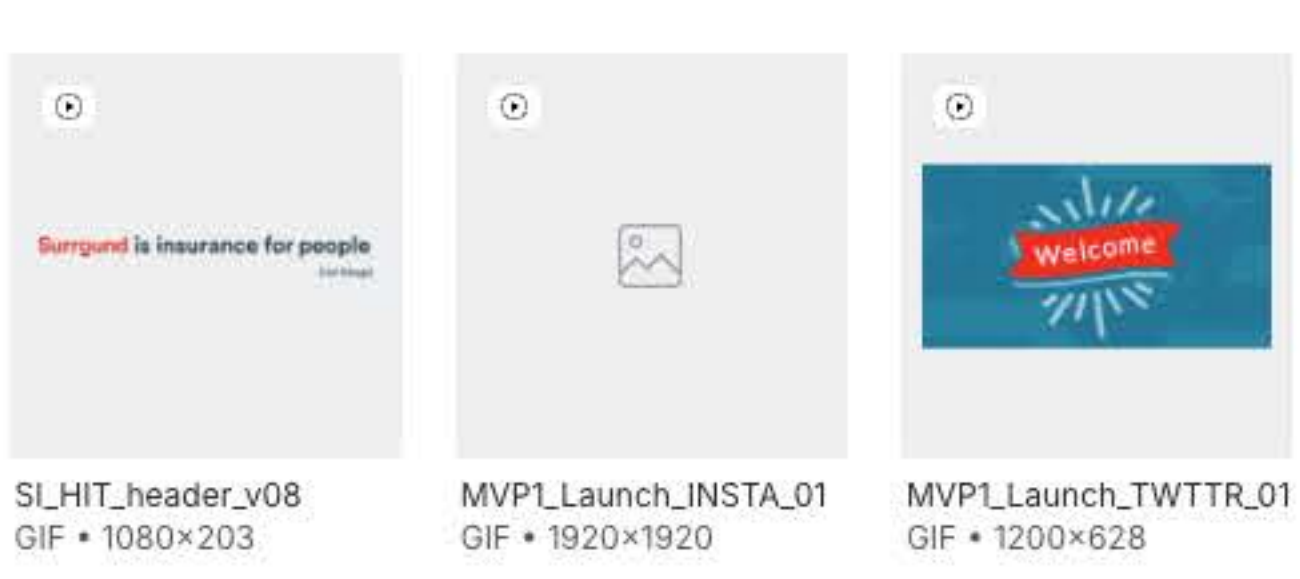 Surrgund is insurance for people
Welcome
SI_HIT_header_v08
MVP1_Launch_INSTA_01
MVP1_Launch_TWTTR_01
GIF • 1080×203
GIF • 1920×1920
GIF • 1200×628